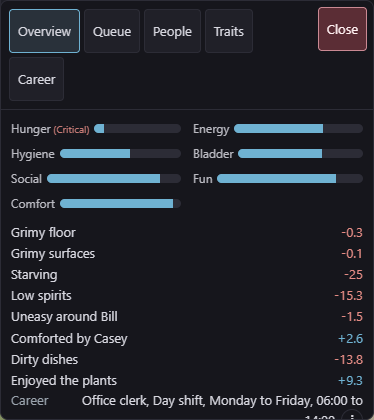 Overview Queue People Traits Close
Career
Hunger (Critical) Energy
Hygiene Bladder
Social Fun
Comfort
Grimy floor -0.3
Grimy surfaces -0.1
Starving -25
Low spirits -15.3
Uneasy around Bill -1.5
Comforted by Casey +2.6
Dirty dishes -13.8
Enjoyed the plants +9.3
Career Office clerk, Day shift, Monday to Friday, 06:00 to
14:00